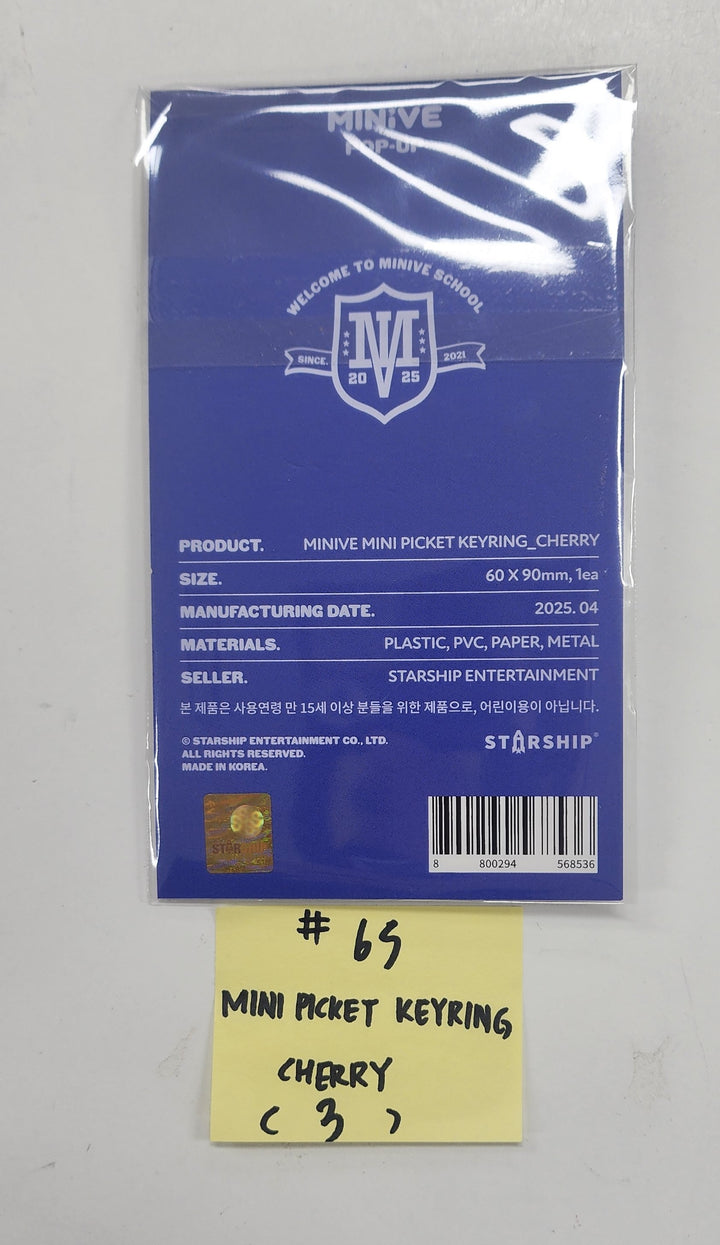 MINIVE
POP-UP
WELCOME TO MINIVE SCHOOL
MV
SINCE. 2021
20 25
PRODUCT. MINIVE MINI PICKET KEYRING_CHERRY
SIZE. 60 X 90mm, 1ea
MANUFACTURING DATE. 2025. 04
MATERIALS. PLASTIC, PVC, PAPER, METAL
SELLER. STARSHIP ENTERTAINMENT
본 제품은 사용연령 만 15세 이상 분들을 위한 제품으로, 어린이용이 아닙니다.
© STARSHIP ENTERTAINMENT CO., LTD.
ALL RIGHTS RESERVED.
MADE IN KOREA.
STARSHIP®
8 800294 568536
# 65
MINI PICKET KEYRING
CHERRY
( 3 )